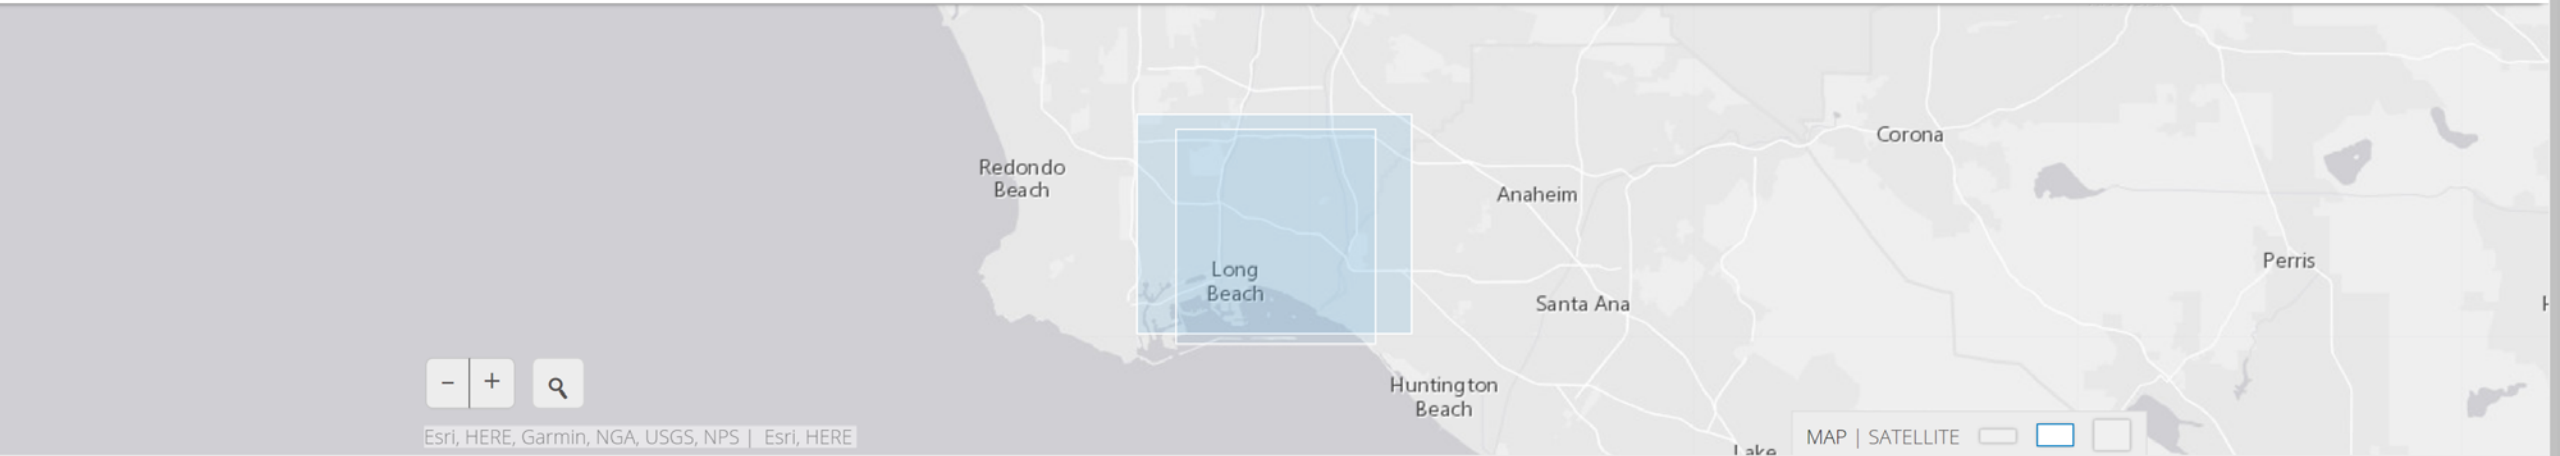 Corona
Redondo
Beach
Anaheim
Perris
Long
Beach
Santa Ana
Huntington
Beach
− +
Esri, HERE, Garmin, NGA, USGS, NPS | Esri, HERE
MAP | SATELLITE
Lake